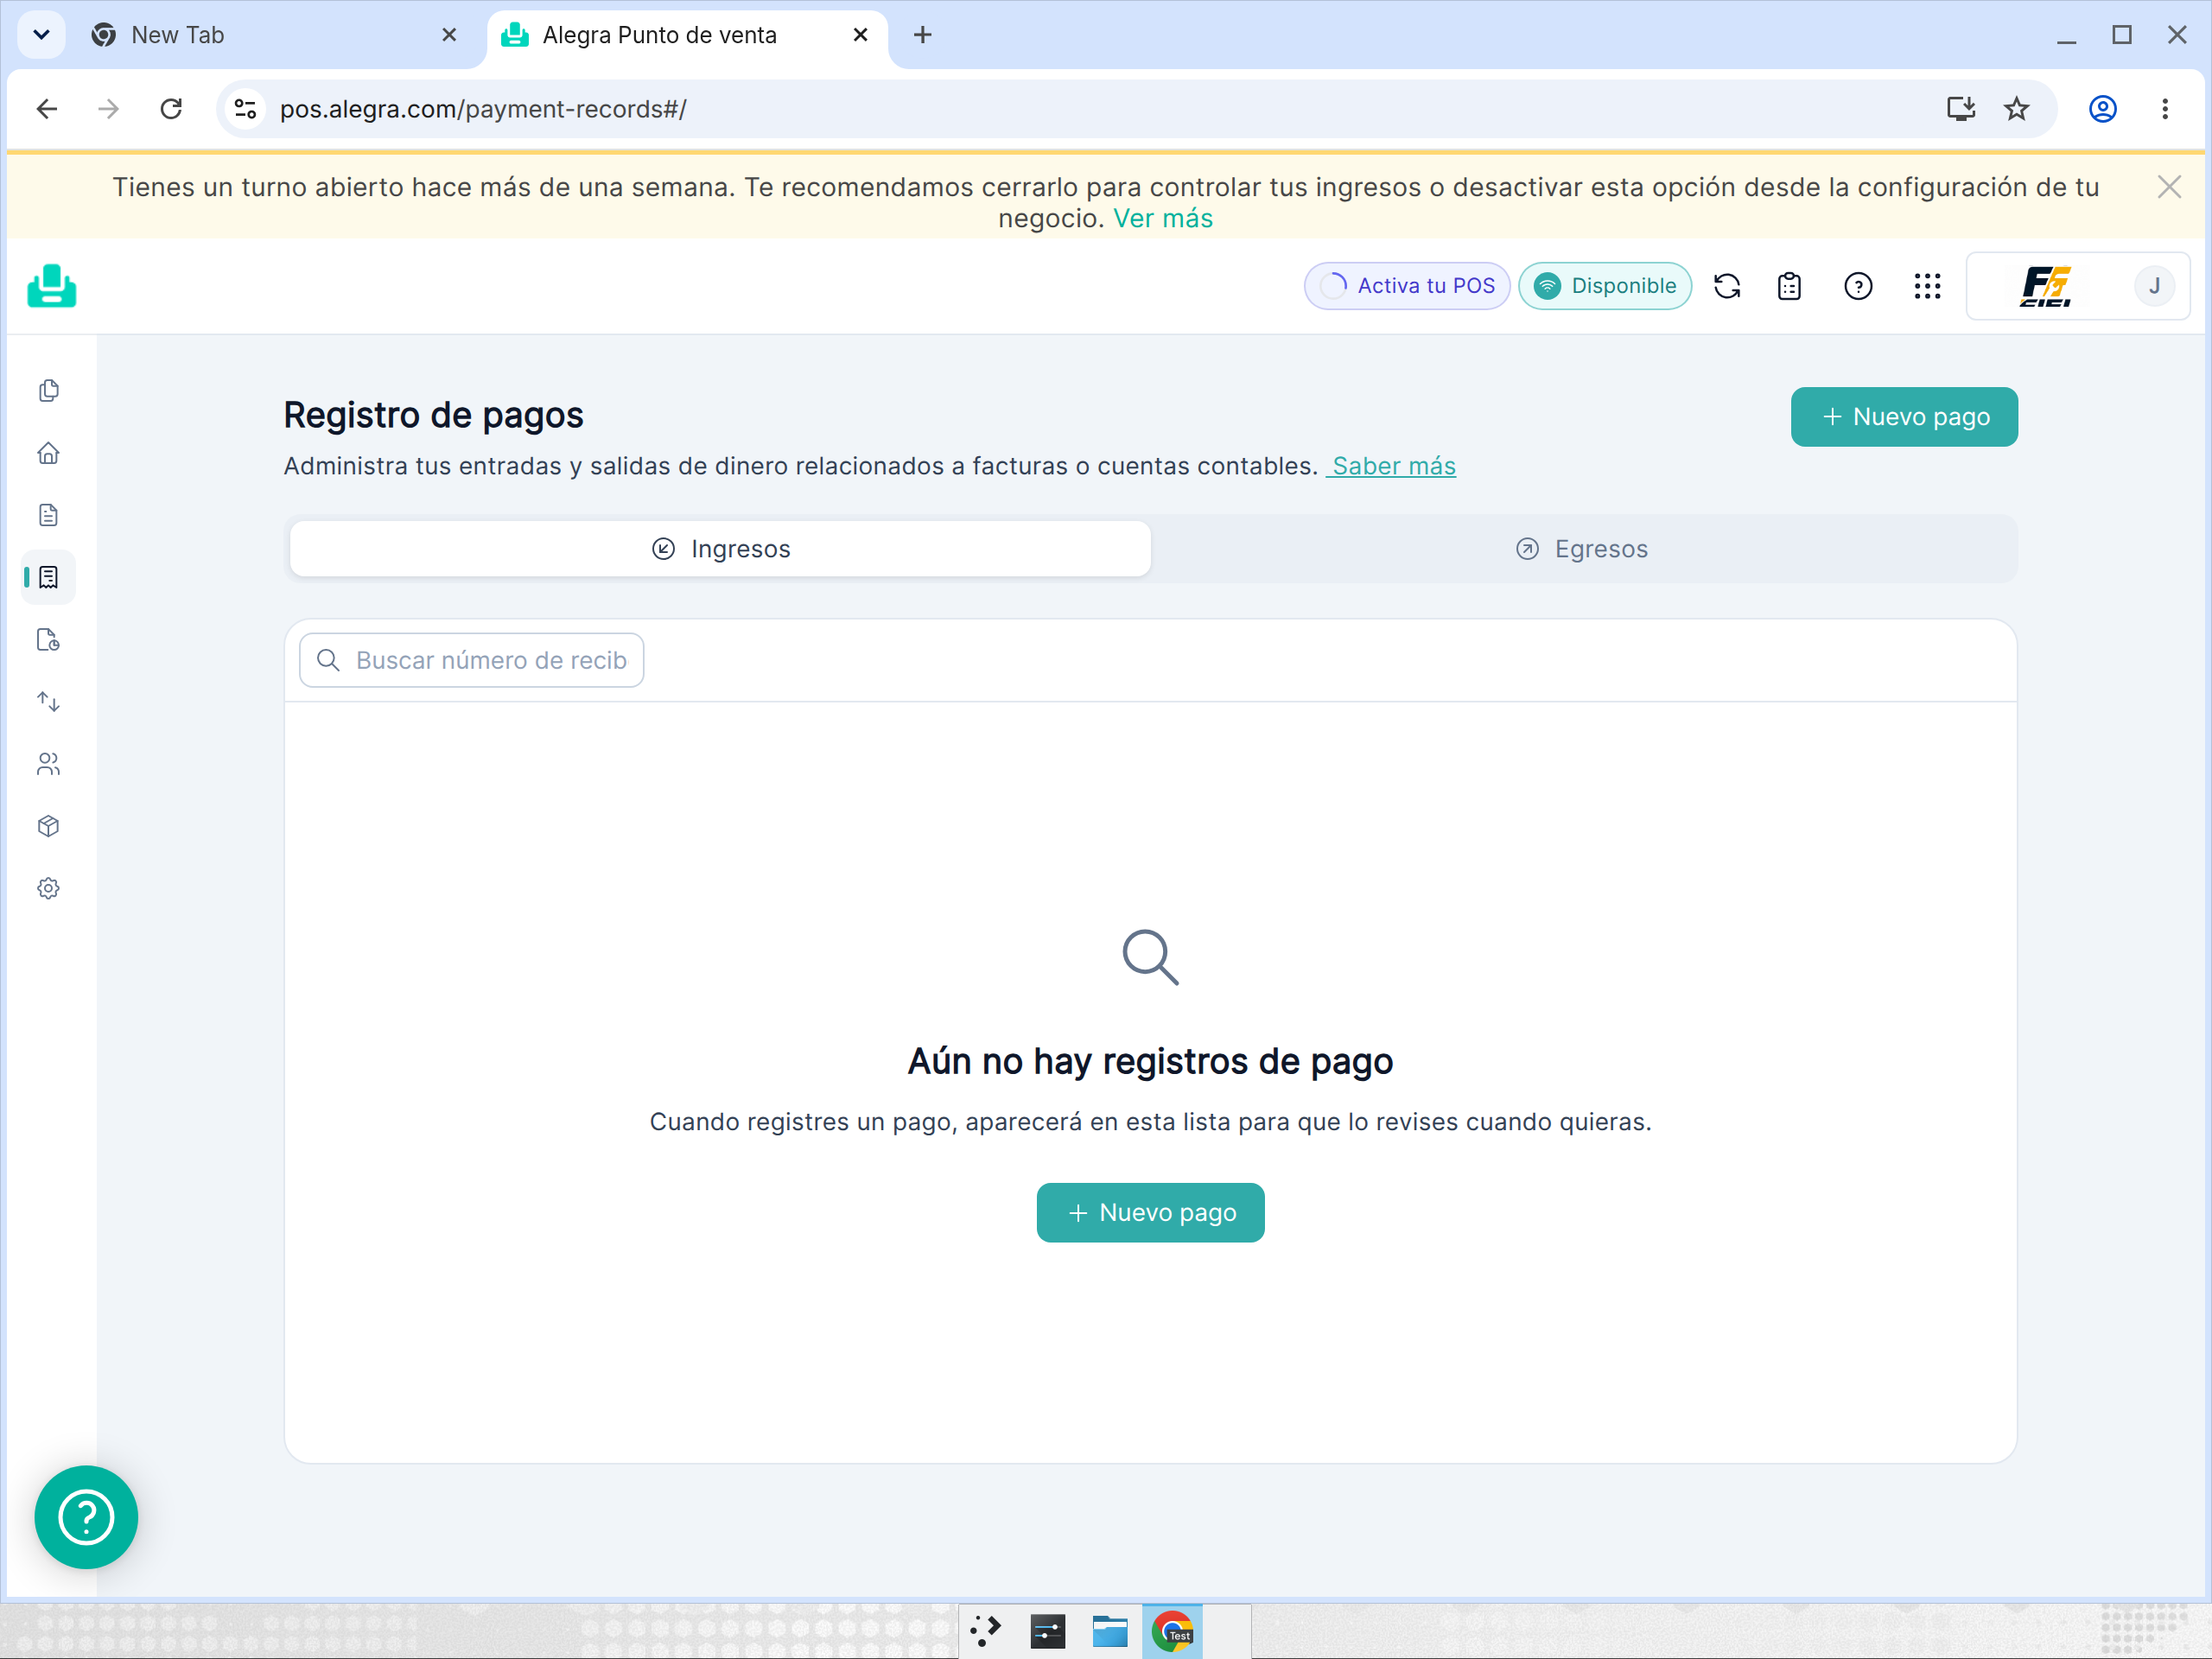 New Tab
Alegra Punto de venta
pos.alegra.com/payment-records#/
Tienes un turno abierto hace más de una semana. Te recomendamos cerrarlo para controlar tus ingresos o desactivar esta opción desde la configuración de tu
negocio. Ver más
Activa tu POS
Disponible
J
Registro de pagos
+ Nuevo pago
Administra tus entradas y salidas de dinero relacionados a facturas o cuentas contables. Saber más
Ingresos
Egresos
Buscar número de recib
Aún no hay registros de pago
Cuando registres un pago, aparecerá en esta lista para que lo revises cuando quieras.
+ Nuevo pago
Test